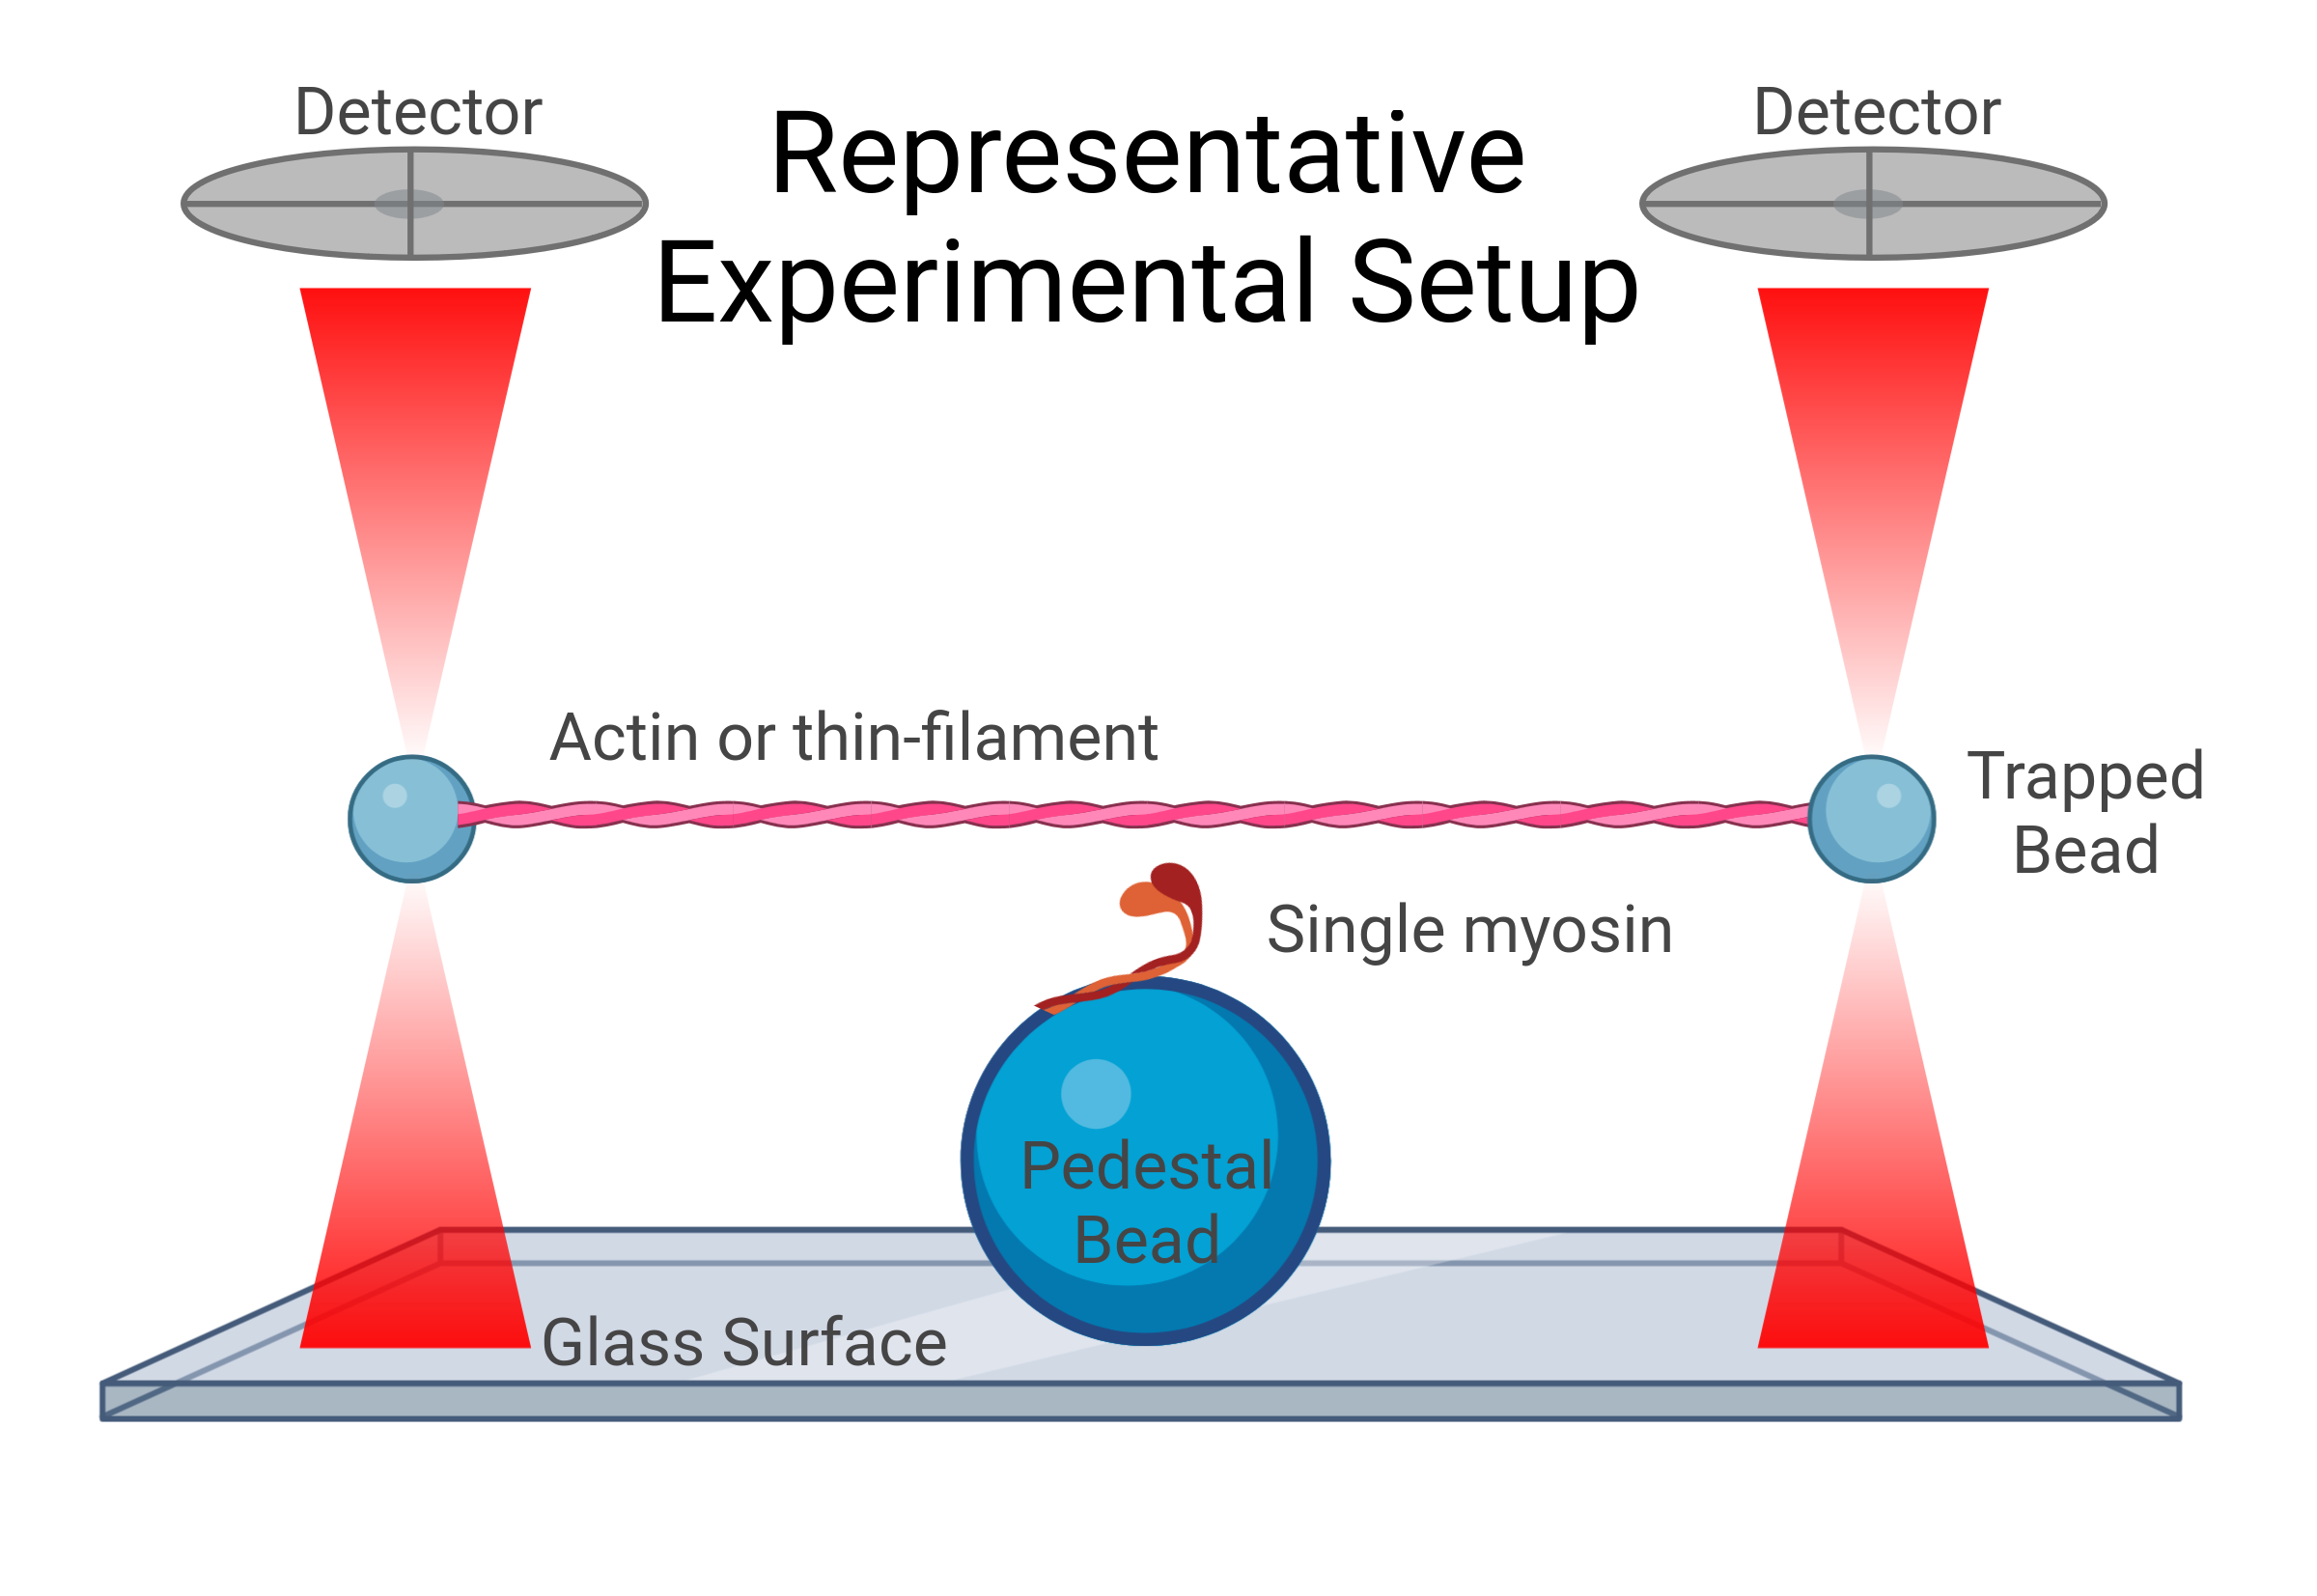 Detector
Representative
Experimental Setup
Detector
Actin or thin-filament
Trapped
Bead
Single myosin
Pedestal
Bead
Glass Surface